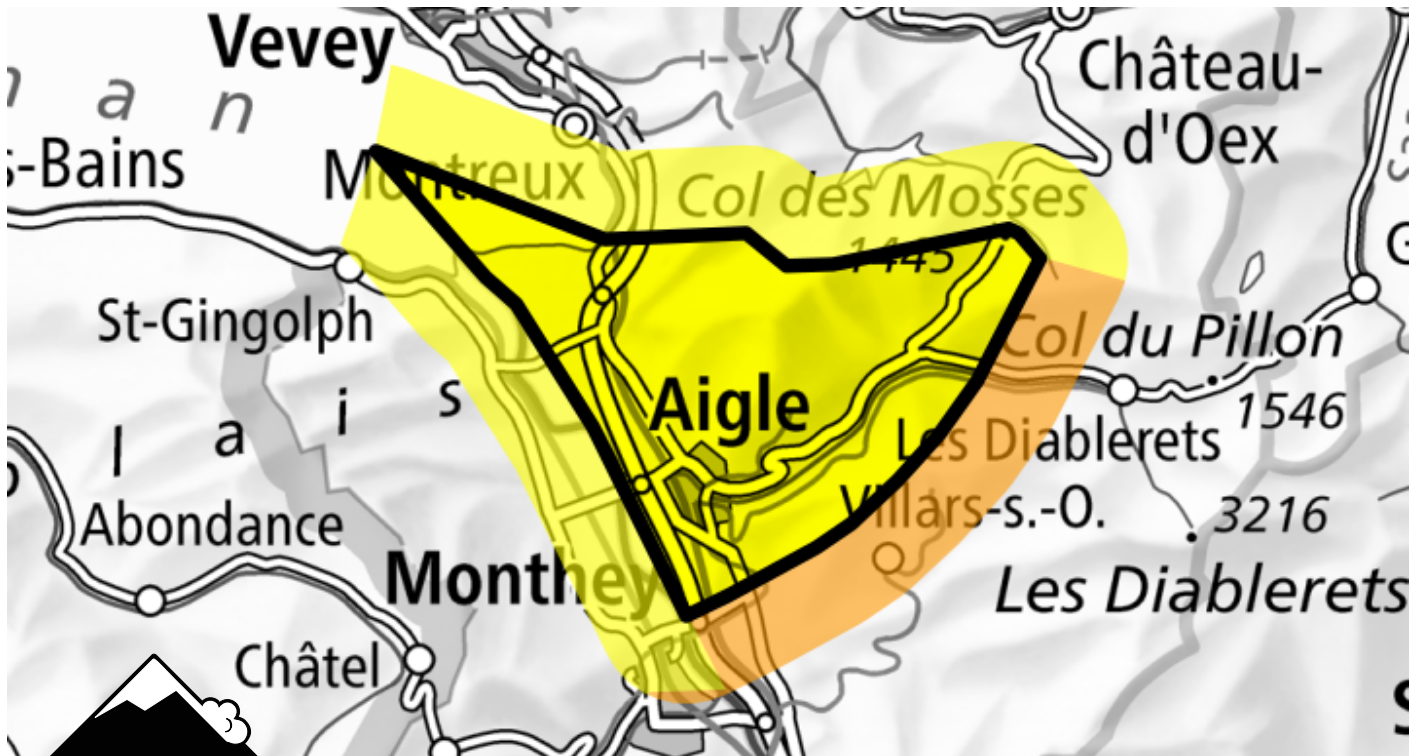 Vevey
Château-
d'Oex
n a n
s-Bains
Montreux
Col des Mosses
1445
St-Gingolph
Col du Pillon
1546
l a i s
Aigle
Les Diablerets
Villars-s.-O.
3216
Abondance
Monthey
Les Diablerets
Châtel
S